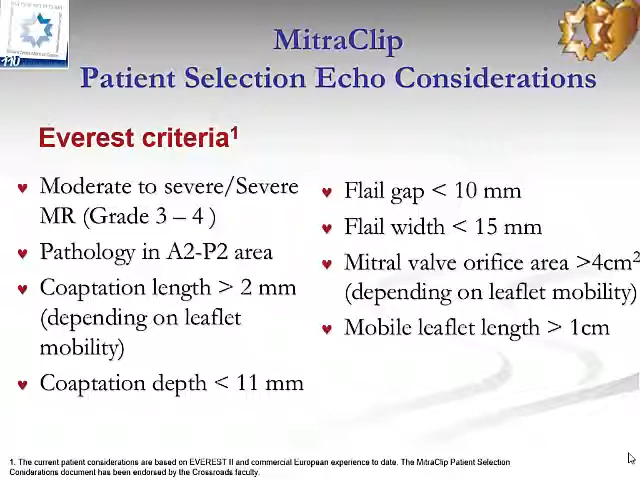 MitraClip
Patient Selection Echo Considerations
Everest criteria1
Moderate to severe/Severe
MR (Grade 3 – 4 )
Pathology in A2-P2 area
Coaptation length > 2 mm
(depending on leaflet
mobility)
Coaptation depth < 11 mm
Flail gap < 10 mm
Flail width < 15 mm
Mitral valve orifice area >4cm2
(depending on leaflet mobility)
Mobile leaflet length > 1cm
1. The current patient considerations are based on EVEREST II and commercial European experience to date. The MitraClip Patient Selection
Considerations document has been endorsed by the Crossroads faculty.